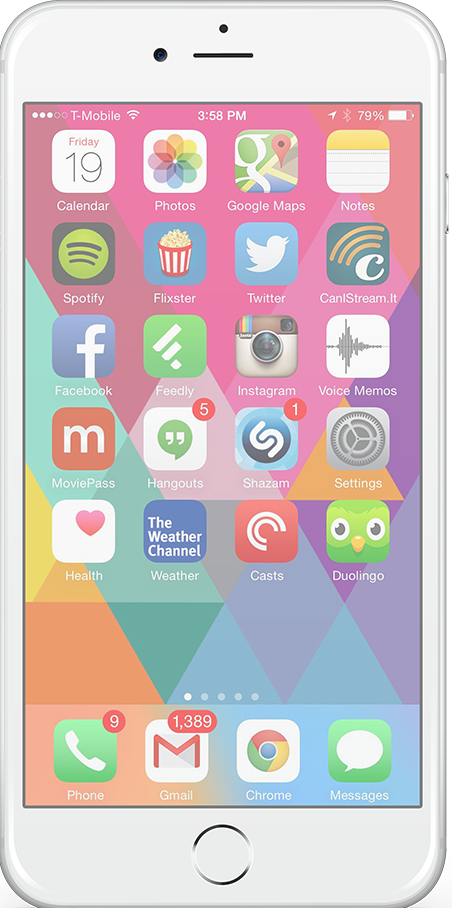 T-Mobile 3:58 PM 79%
Friday
19
Calendar Photos Google Maps Notes
Spotify Flixster Twitter CanIStream.It
Facebook Feedly Instagram Voice Memos
5 1
m
MoviePass Hangouts Shazam Settings
The
Weather
Channel
Health Weather Casts Duolingo
9 1,389
Phone Gmail Chrome Messages